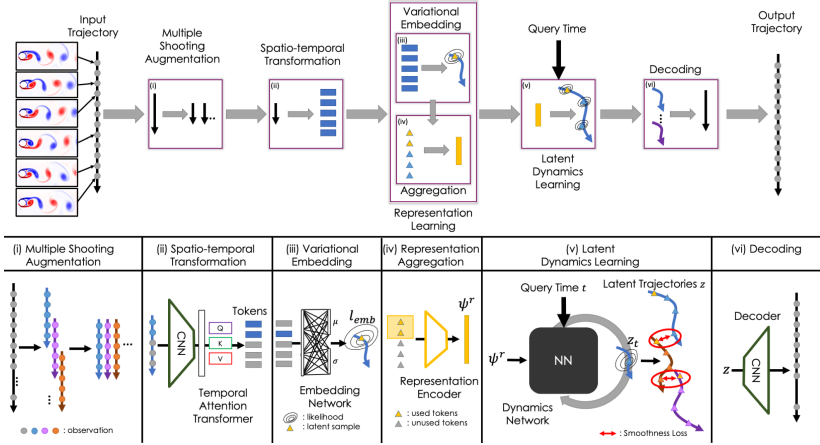 Input
Trajectory
Multiple
Shooting
Augmentation
(i)
...
Spatio-temporal
Transformation
(ii)
Variational
Embedding
(iii)
(iv)
Aggregation
Representation
Learning
Query Time
(v)
Latent
Dynamics
Learning
Decoding
(vi)
Output
Trajectory
(i) Multiple Shooting
Augmentation
...
: observation
(ii) Spatio-temporal
Transformation
CNN
Q
K
V
Tokens
Temporal
Attention
Transformer
(iii) Variational
Embedding
μ
σ
l_emb
Embedding
Network
: likelihood
: latent sample
(iv) Representation
Aggregation
ψ^r
Representation
Encoder
: used tokens
: unused tokens
(v) Latent
Dynamics Learning
Query Time t
Latent Trajectories z
ψ^r
NN
z_t
Dynamics
Network
: Smoothness Loss
(vi) Decoding
Decoder
z
CNN
...